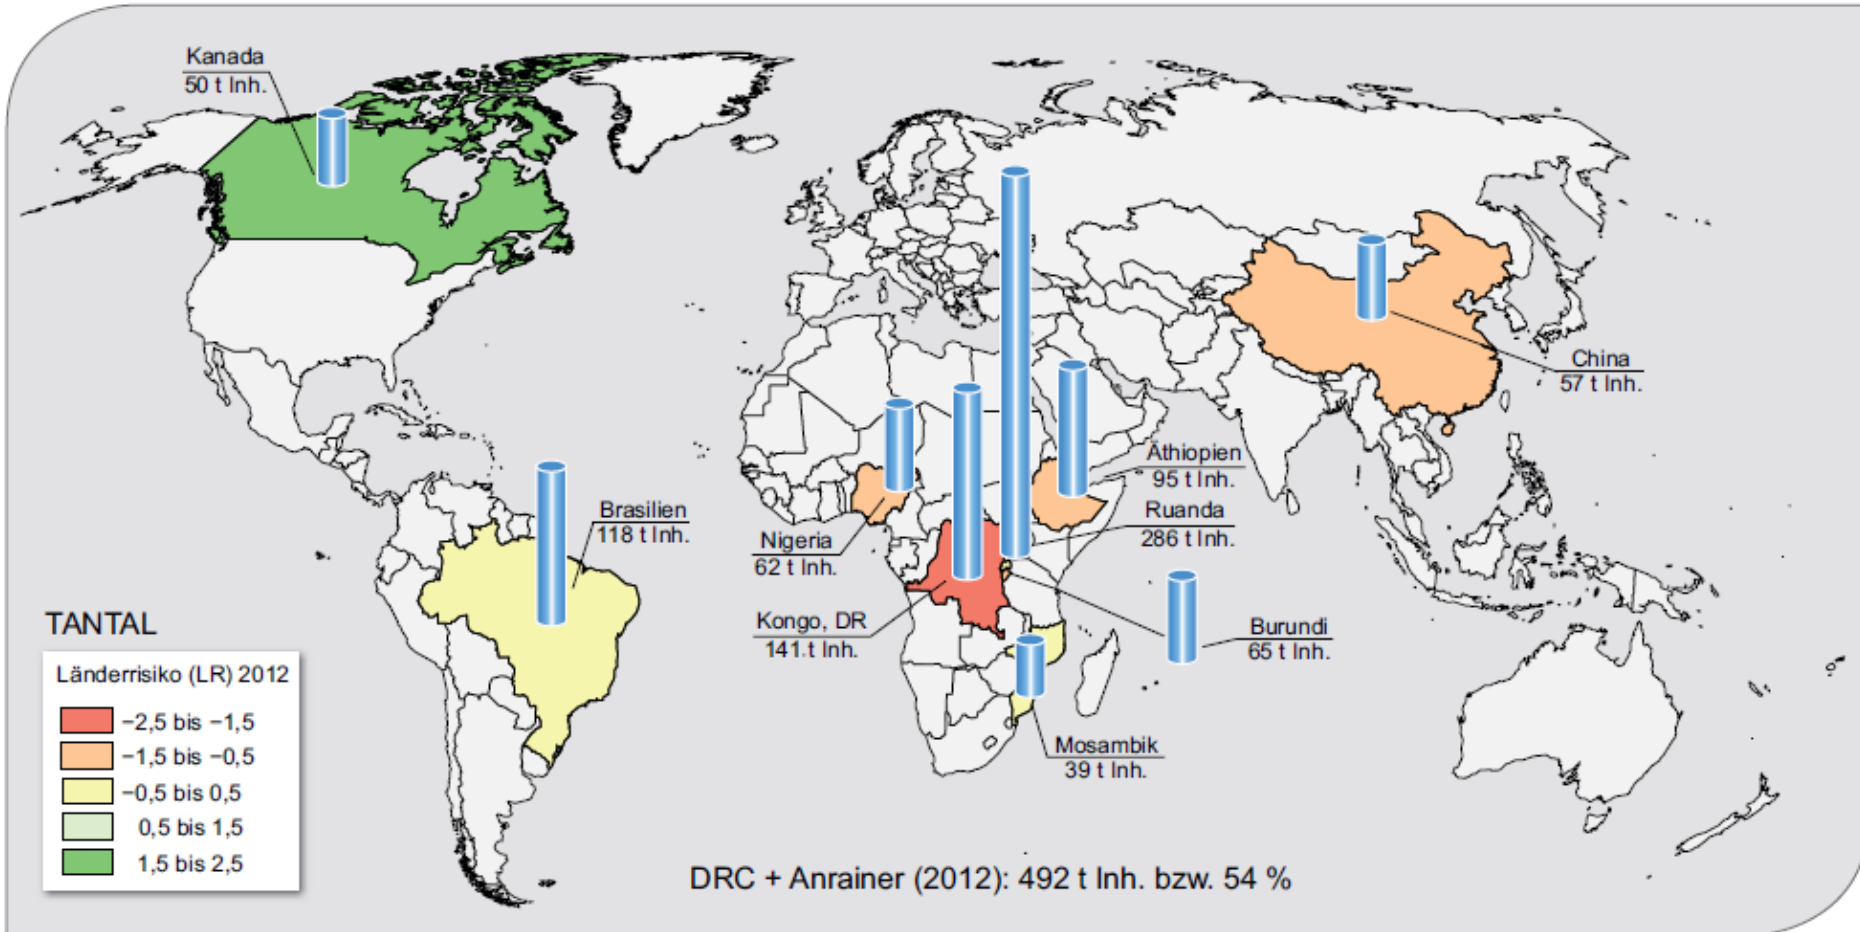 Kanada
50 t Inh.
China
57 t Inh.
Äthiopien
95 t Inh.
Brasilien
118 t Inh.
Ruanda
286 t Inh.
Nigeria
62 t Inh.
Kongo, DR
141 t Inh.
Burundi
65 t Inh.
Mosambik
39 t Inh.
TANTAL
Länderrisiko (LR) 2012
−2,5 bis −1,5
−1,5 bis −0,5
−0,5 bis 0,5
0,5 bis 1,5
1,5 bis 2,5
DRC + Anrainer (2012): 492 t Inh. bzw. 54 %